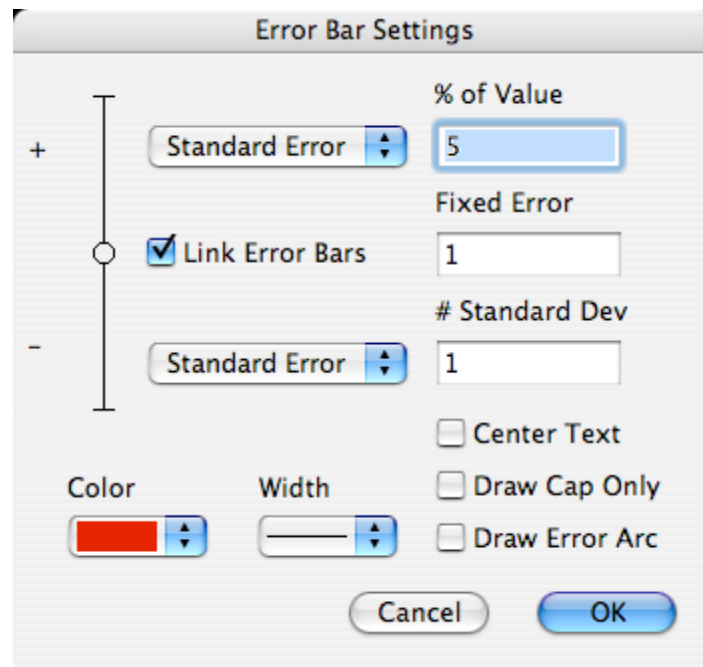 Error Bar Settings
% of Value
+
Standard Error
5
Fixed Error
Link Error Bars
1
# Standard Dev
–
Standard Error
1
Center Text
Color
Width
Draw Cap Only
Draw Error Arc
Cancel
OK